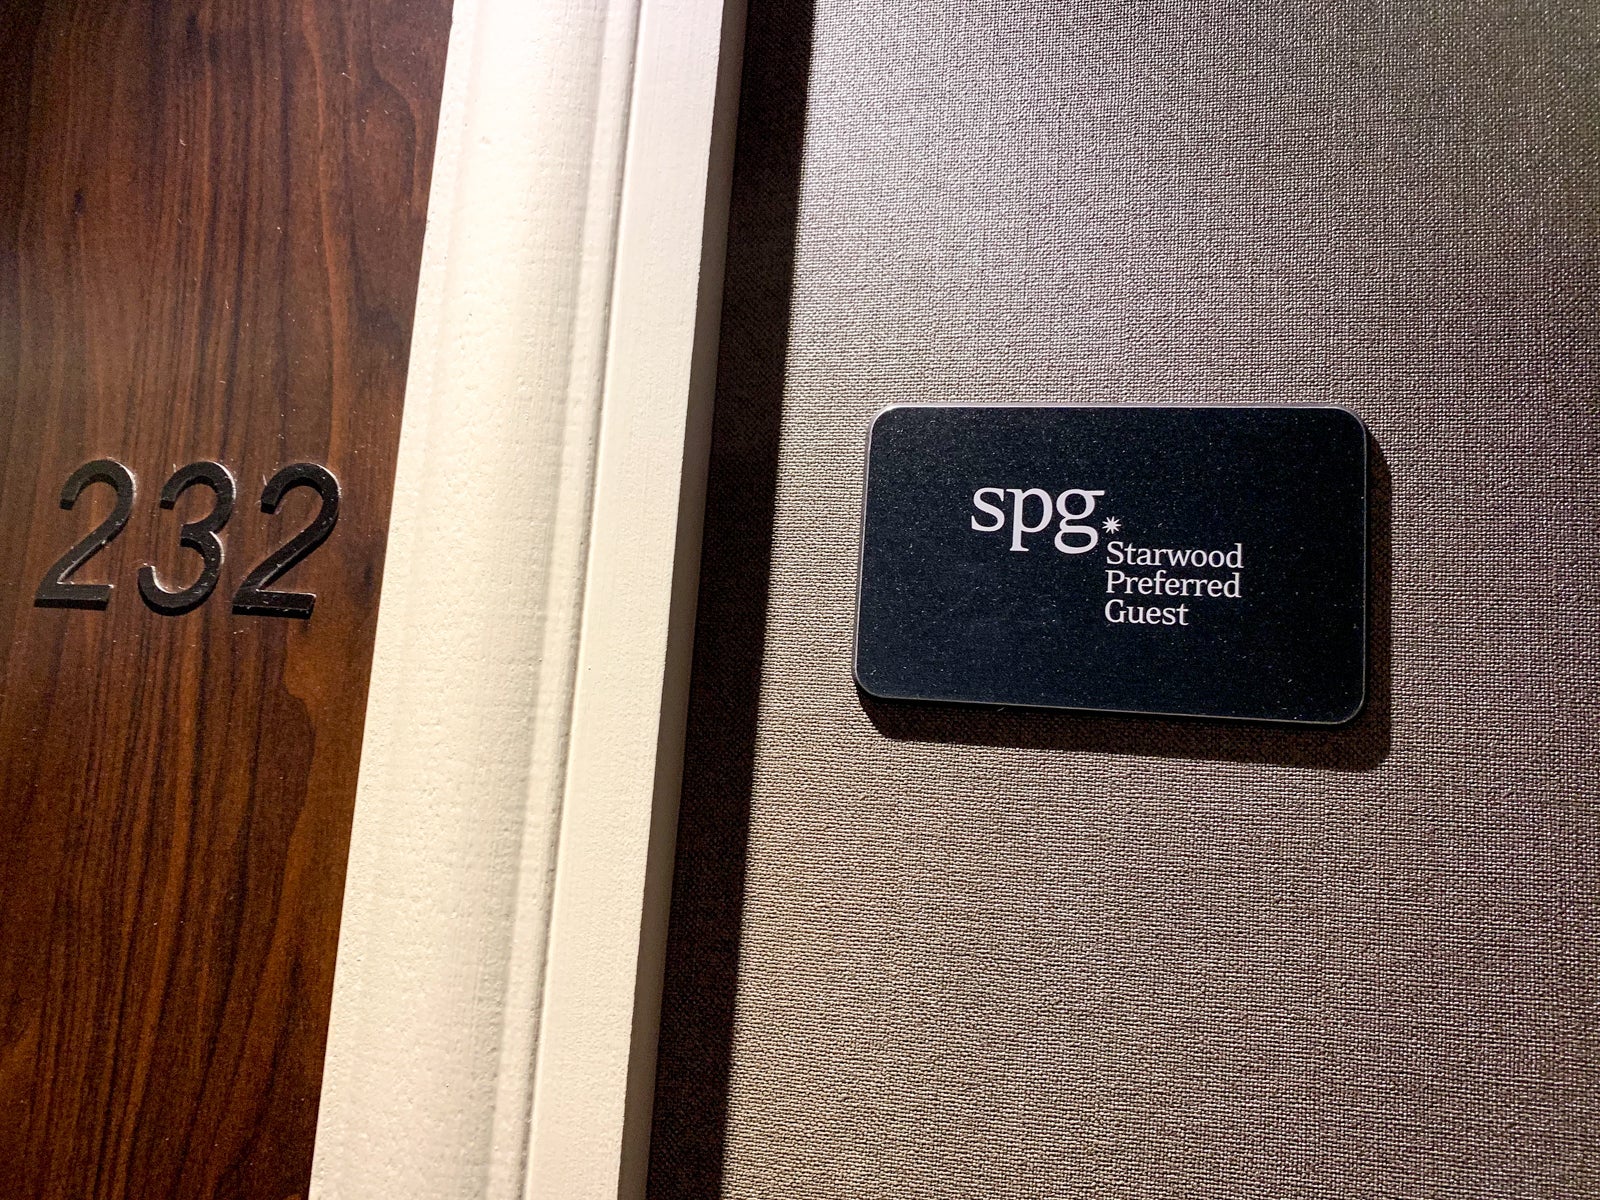 232
spg
Starwood
Preferred
Guest